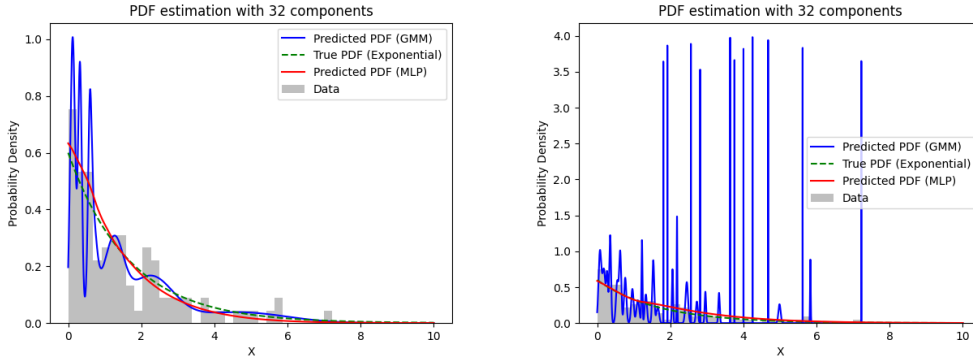 PDF estimation with 32 components
1.0
0.8
0.6
0.4
0.2
0.0
Probability Density
0
2
4
6
8
10
X
Predicted PDF (GMM)
True PDF (Exponential)
Predicted PDF (MLP)
Data
PDF estimation with 32 components
4.0
3.5
3.0
2.5
2.0
1.5
1.0
0.5
0.0
Probability Density
0
2
4
6
8
10
X
Predicted PDF (GMM)
True PDF (Exponential)
Predicted PDF (MLP)
Data